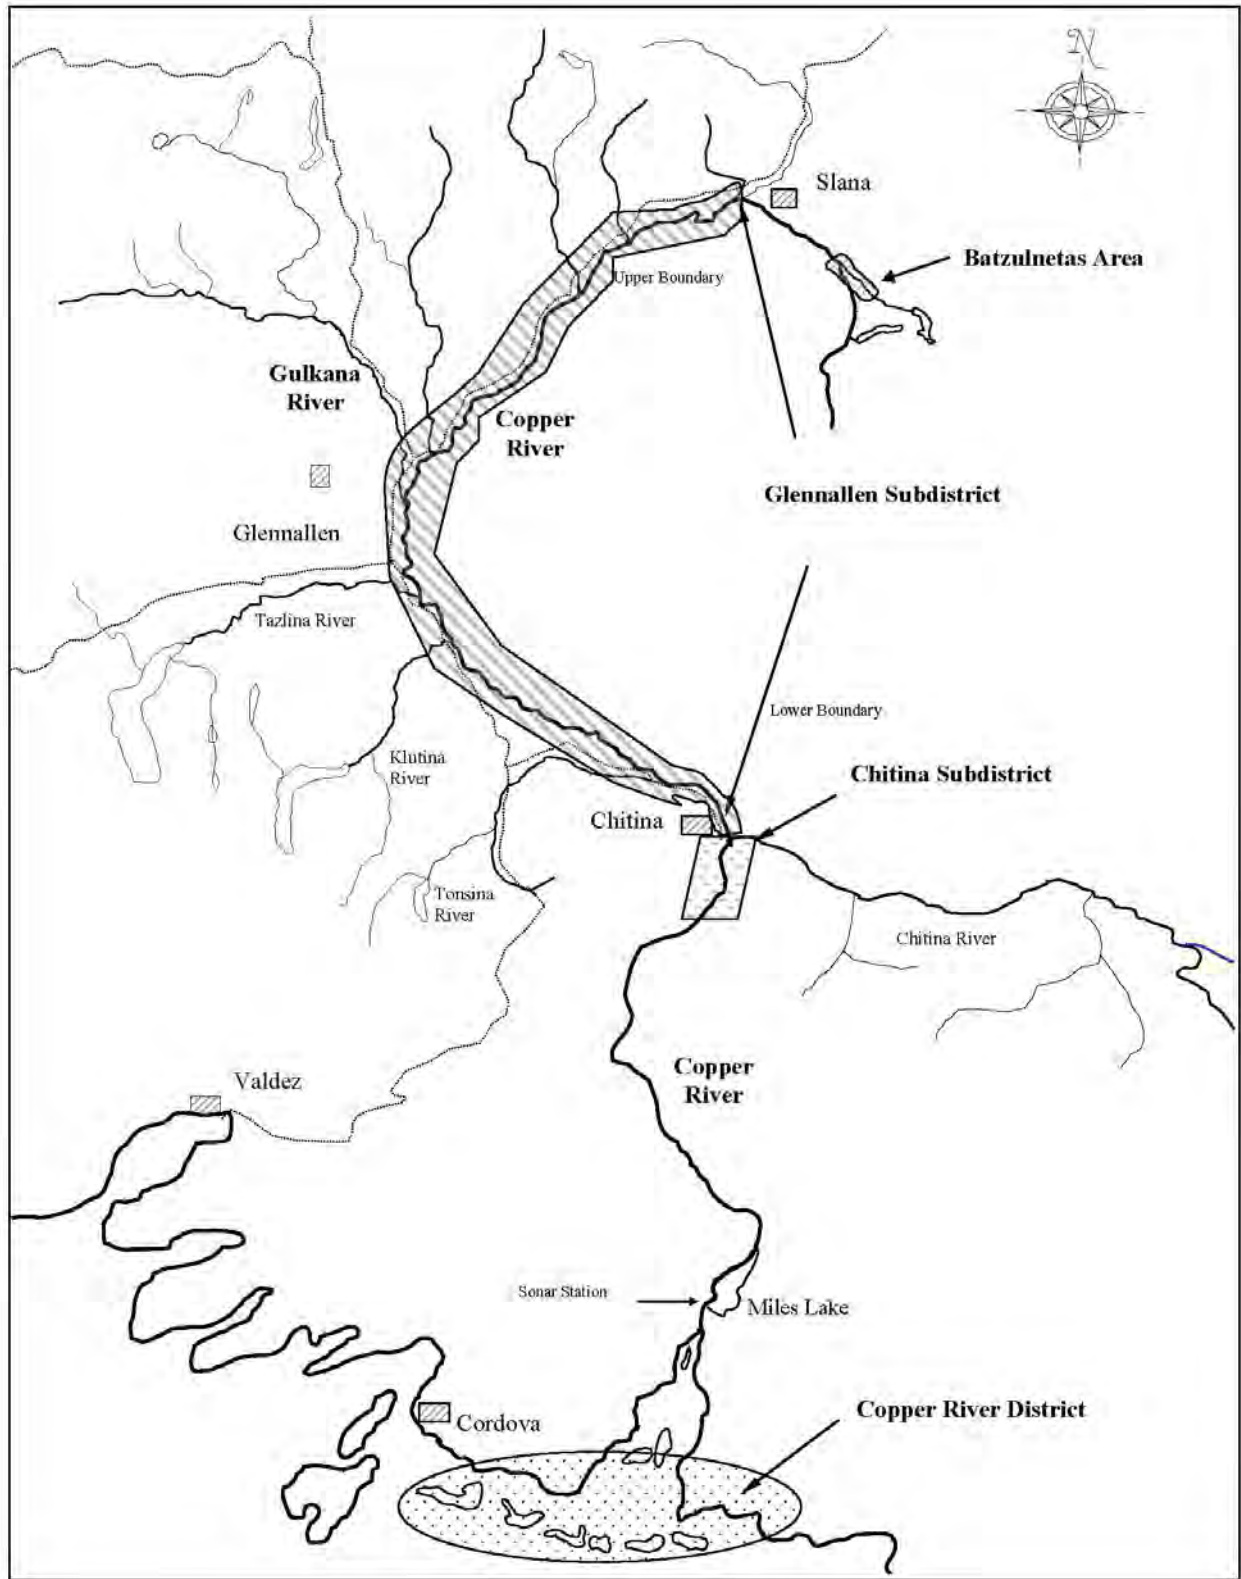 N
Slana
Batzulnetas Area
Upper Boundary
Gulkana
River
Copper
River
Glennallen Subdistrict
Glennallen
Tazlina River
Lower Boundary
Klutina
River
Chitina Subdistrict
Chitina
Tonsina
River
Chitina River
Copper
River
Valdez
Sonar Station
Miles Lake
Copper River District
Cordova